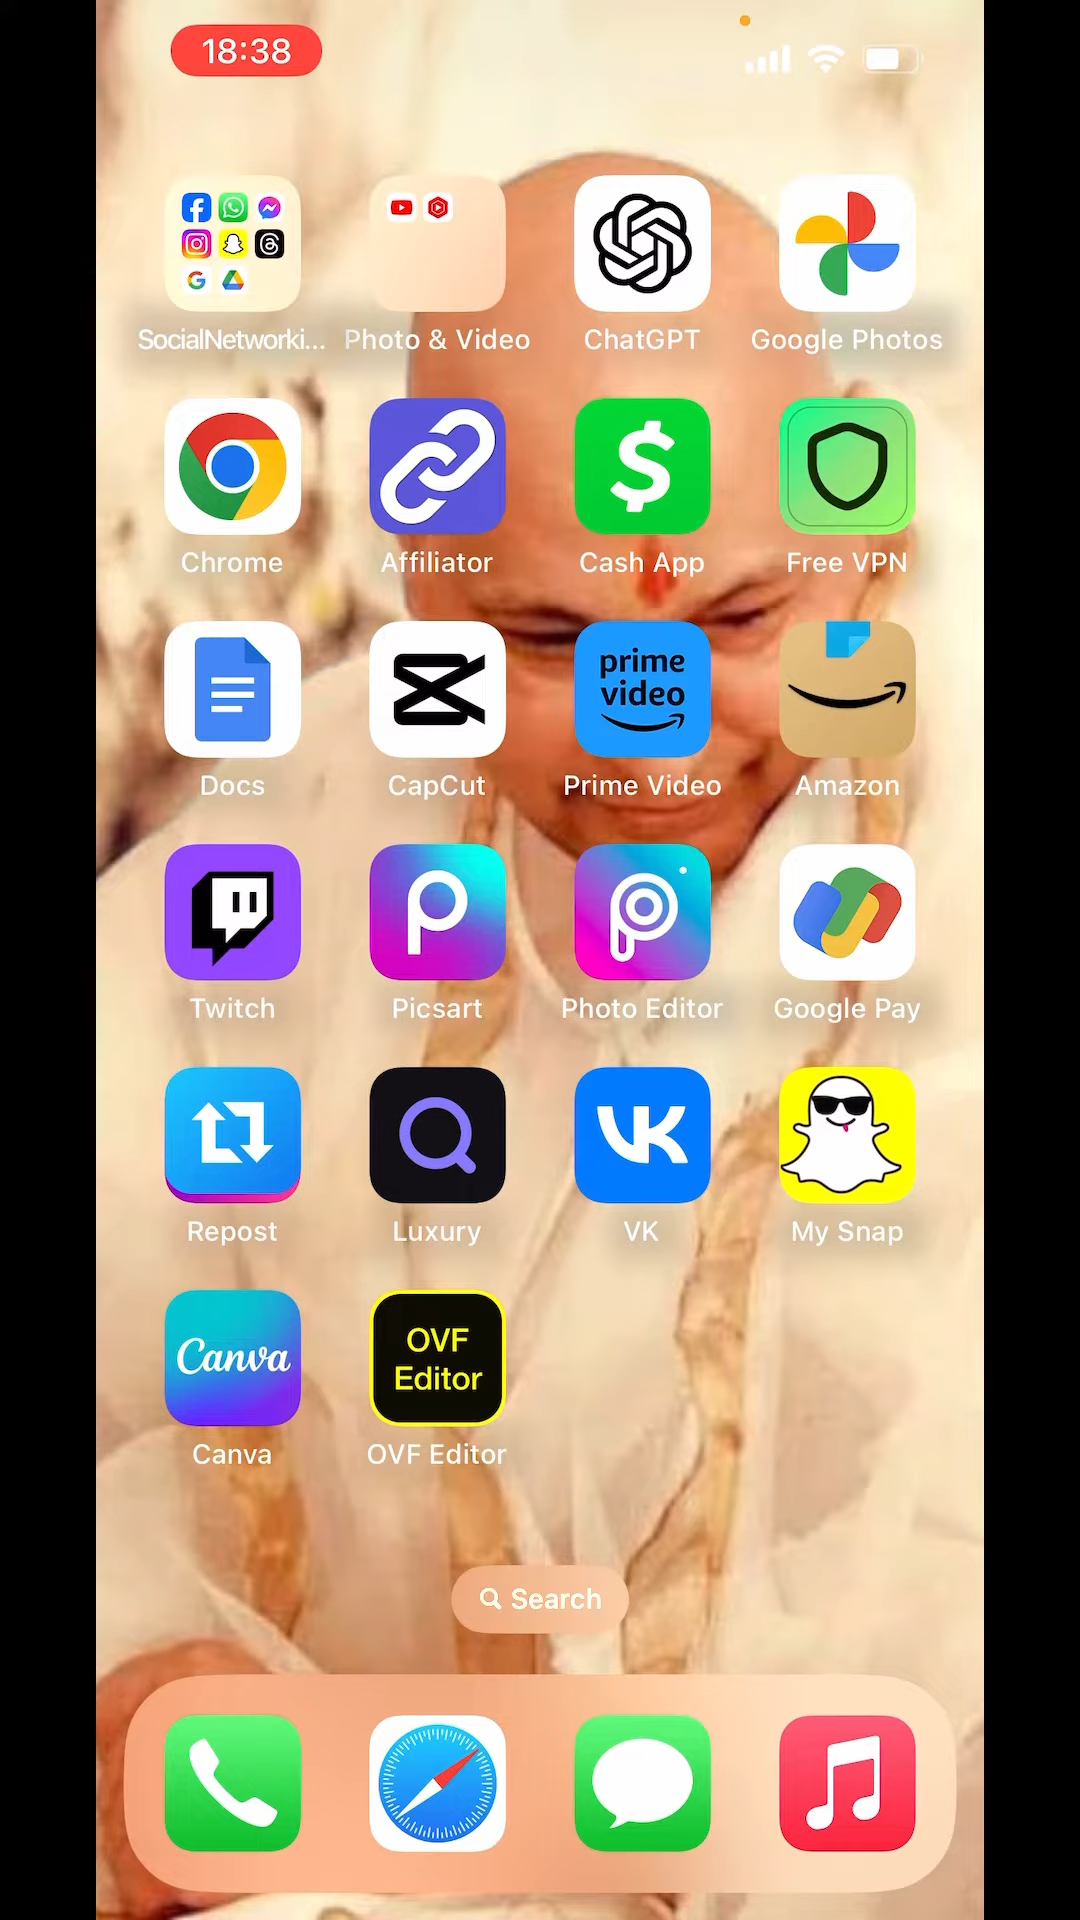 18:38
SocialNetworki...
Photo & Video
ChatGPT
Google Photos
Chrome
Affiliator
Cash App
Free VPN
prime
video
Docs
CapCut
Prime Video
Amazon
Twitch
Picsart
Photo Editor
Google Pay
Repost
Luxury
VK
VK
My Snap
Canva
OVF
Editor
Canva
OVF Editor
Search